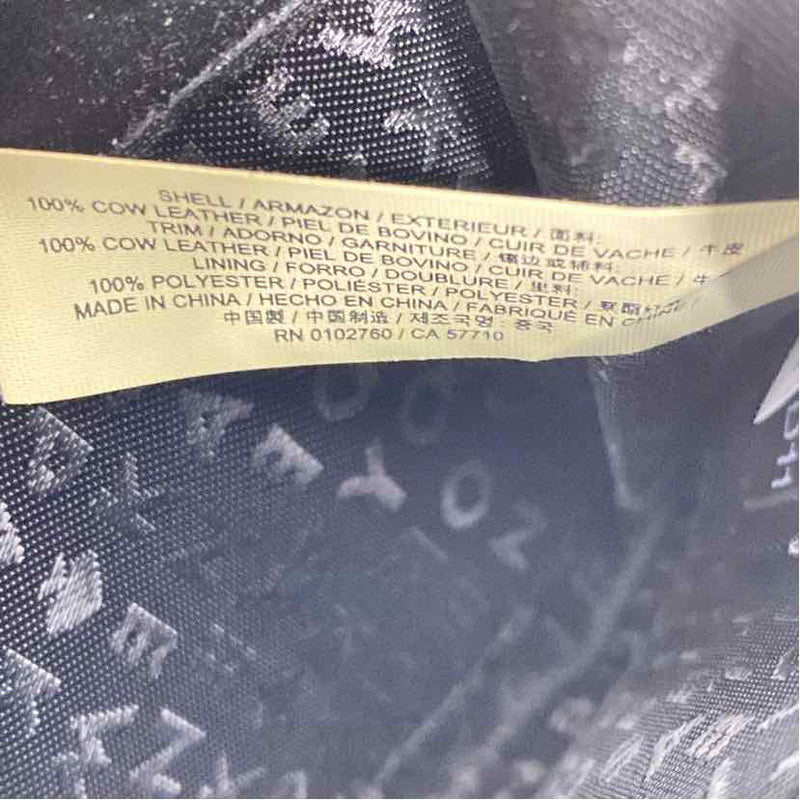 SHELL / ARMAZON / EXTERIEUR / 面料:
100% COW LEATHER / PIEL DE BOVINO / CUIR DE VACHE / 牛皮
TRIM / ADORNO / GARNITURE / 镶边或辅料:
100% COW LEATHER / PIEL DE BOVINO / CUIR DE VACHE / 牛
LINING / FORRO / DOUBLURE / 里料:
100% POLYESTER / POLIÉSTER / POLYESTER / 聚酯
MADE IN CHINA / HECHO EN CHINA / FABRIQUÉ EN CHINE /
中国製 / 中国制造 / 제조국명 : 중국
RN 0102760 / CA 57710